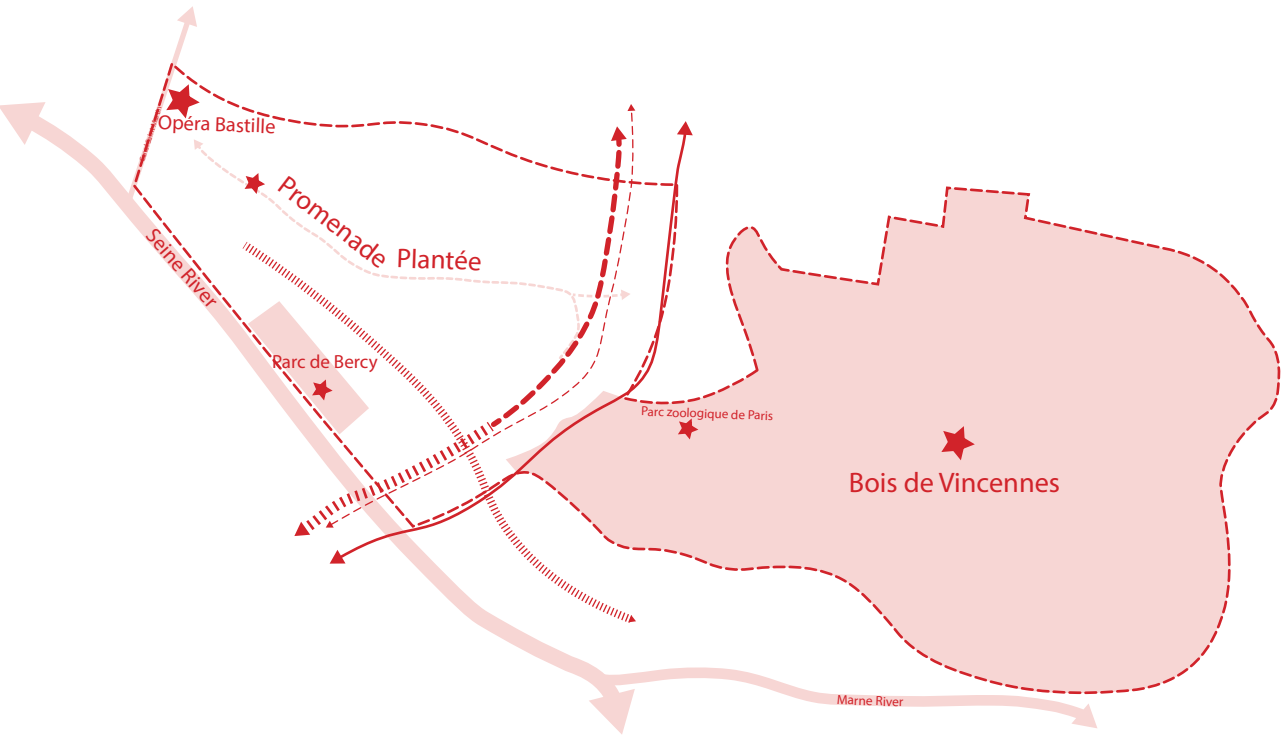 Opéra Bastille
Promenade Plantée
Seine River
Parc de Bercy
Parc zoologique de Paris
Bois de Vincennes
Marne River